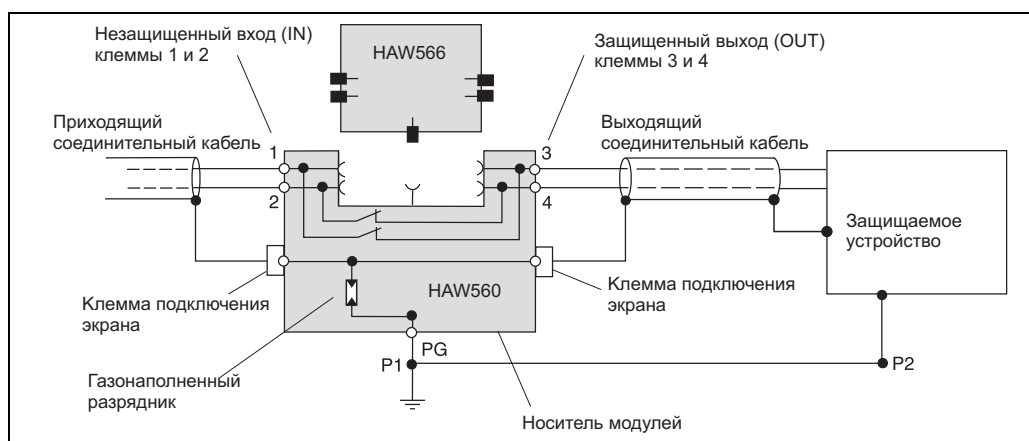 Незащищенный вход (IN)
клеммы 1 и 2
HAW566
Защищенный выход (OUT)
клеммы 3 и 4
Приходящий
соединительный кабель
Выходящий
соединительный кабель
1
2
3
4
Защищаемое
устройство
Клемма подключения
экрана
HAW560
Клемма подключения
экрана
PG
P1
P2
Газонаполненный
разрядник
Носитель модулей